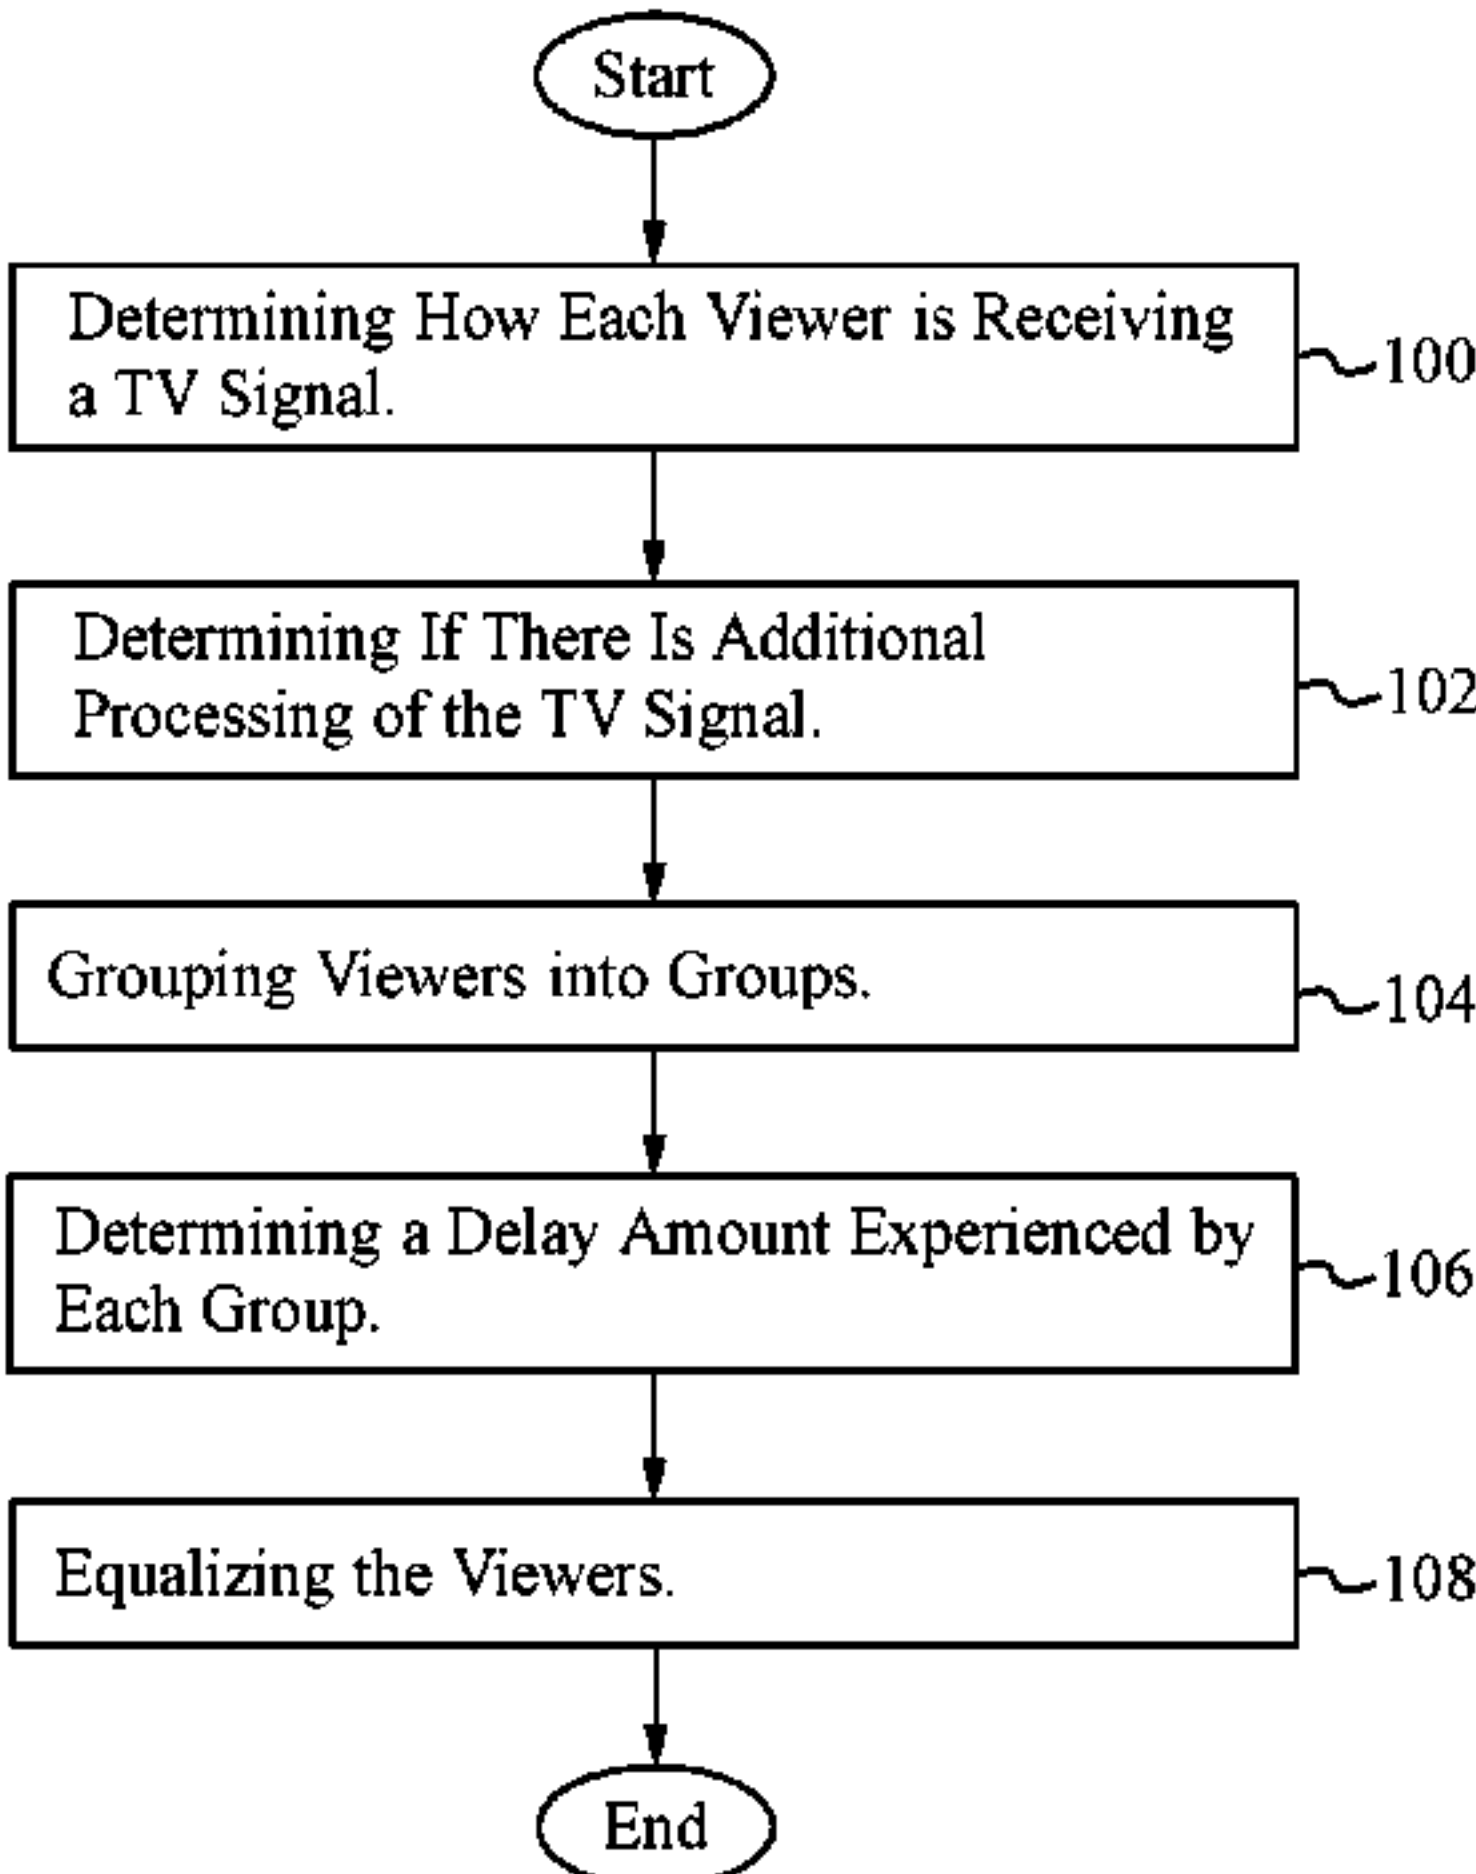 Start
Determining How Each Viewer is Receiving
a TV Signal.
100
Determining If There Is Additional
Processing of the TV Signal.
102
Grouping Viewers into Groups.
104
Determining a Delay Amount Experienced by
Each Group.
106
Equalizing the Viewers.
108
End